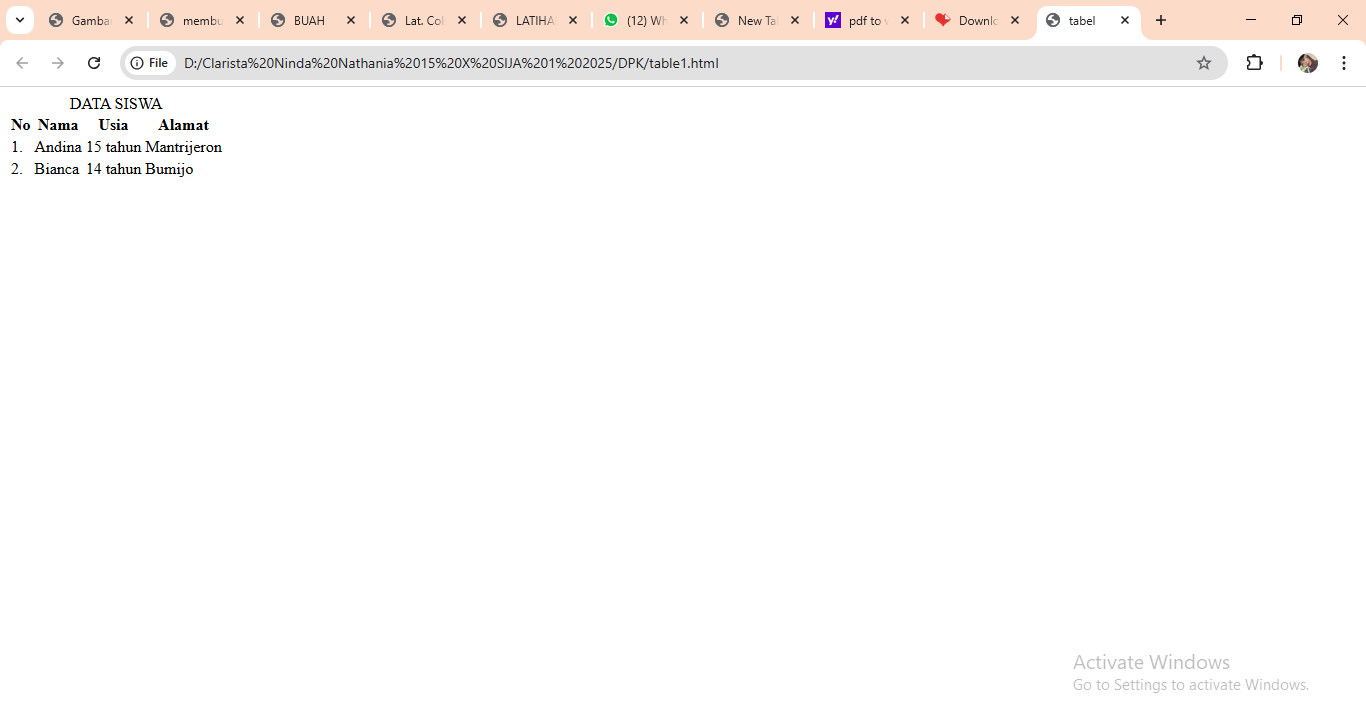 Gamba
membu
BUAH
Lat. Col
LATIHA
(12) Wh
New Ta
pdf to
Downlo
tabel
File
D:/Clarista%20Ninda%20Nathania%2015%20X%20SIJA%201%202025/DPK/table1.html
DATA SISWA
No Nama Usia Alamat
1. Andina 15 tahun Mantrijeron
2. Bianca 14 tahun Bumijo
Activate Windows
Go to Settings to activate Windows.